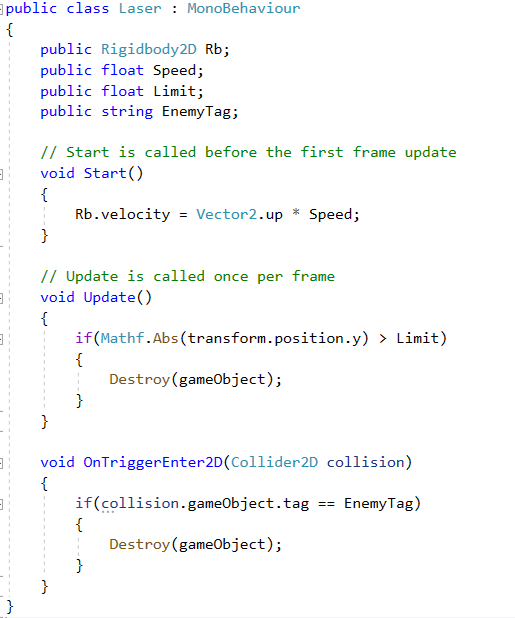 public class Laser : MonoBehaviour
{
    public Rigidbody2D Rb;
    public float Speed;
    public float Limit;
    public string EnemyTag;

    // Start is called before the first frame update
    void Start()
    {
        Rb.velocity = Vector2.up * Speed;
    }

    // Update is called once per frame
    void Update()
    {
        if(Mathf.Abs(transform.position.y) > Limit)
        {
            Destroy(gameObject);
        }
    }

    void OnTriggerEnter2D(Collider2D collision)
    {
        if(collision.gameObject.tag == EnemyTag)
        {
            Destroy(gameObject);
        }
    }
}